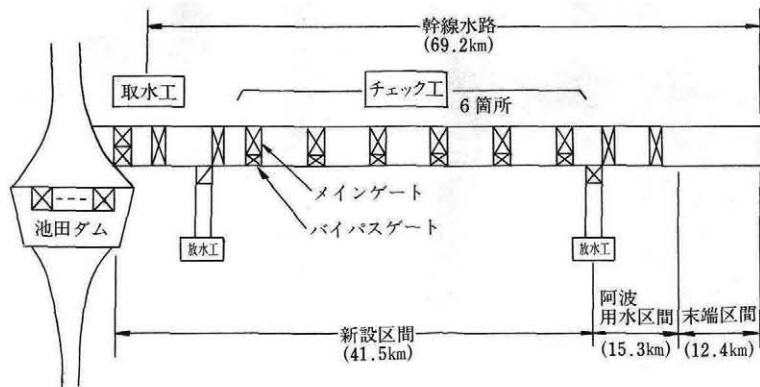 幹線水路
(69.2km)
取水工
チェック工
6箇所
メインゲート
バイパスゲート
池田ダム
放水工
放水工
新設区間
(41.5km)
阿波
用水区間
(15.3km)
末端区間
(12.4km)